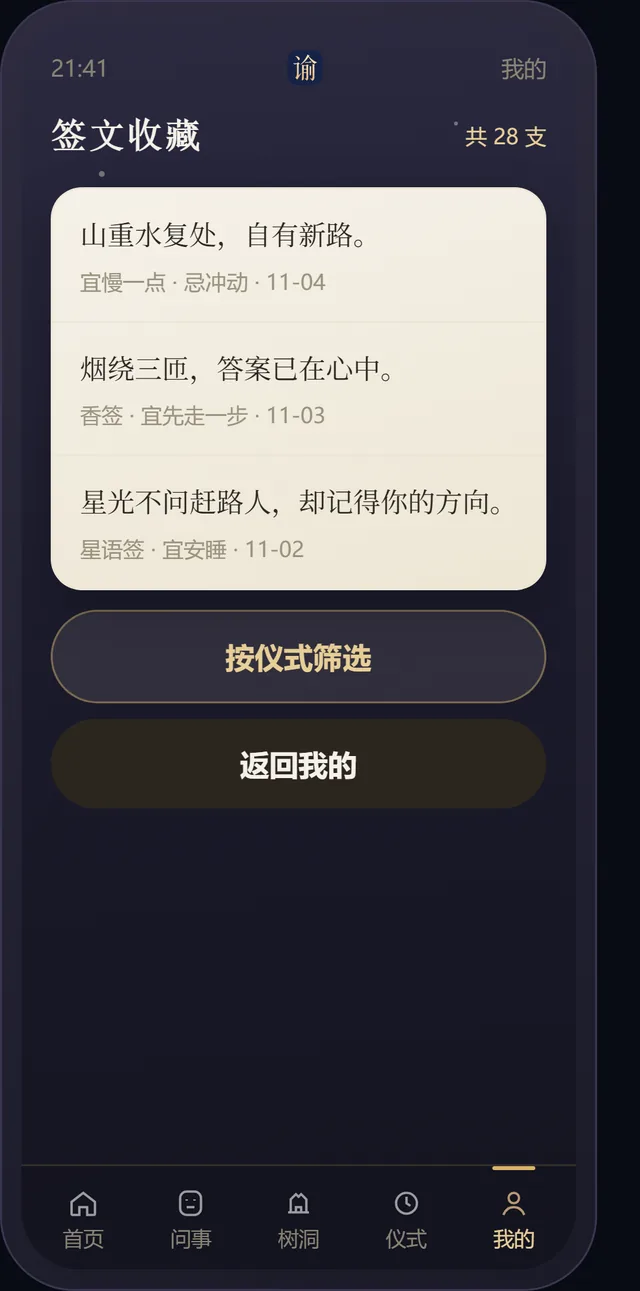 21:41
谕
我的
签文收藏
共 28 支
山重水复处，自有新路。
宜慢一点 · 忌冲动 · 11-04
烟绕三匝，答案已在心中。
香签 · 宜先走一步 · 11-03
星光不问赶路人，却记得你的方向。
星语签 · 宜安睡 · 11-02
按仪式筛选
返回我的
首页
问事
树洞
仪式
我的